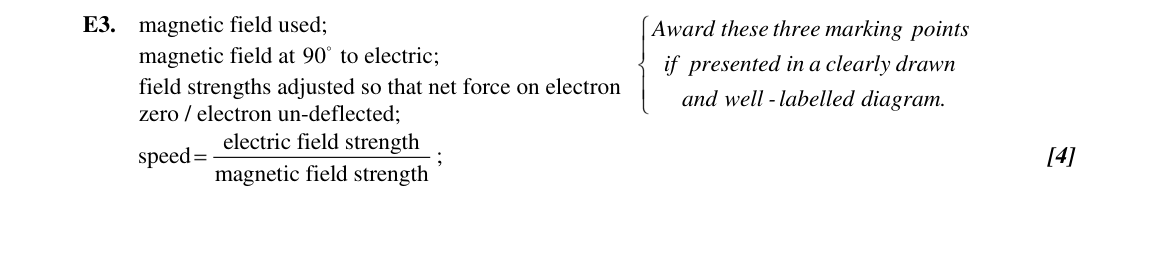 E3. magnetic field used;
magnetic field at 90° to electric;
field strengths adjusted so that net force on electron
zero / electron un-deflected;
Award these three marking points
if presented in a clearly drawn
and well - labelled diagram.
speed = electric field strength / magnetic field strength ;
[4]